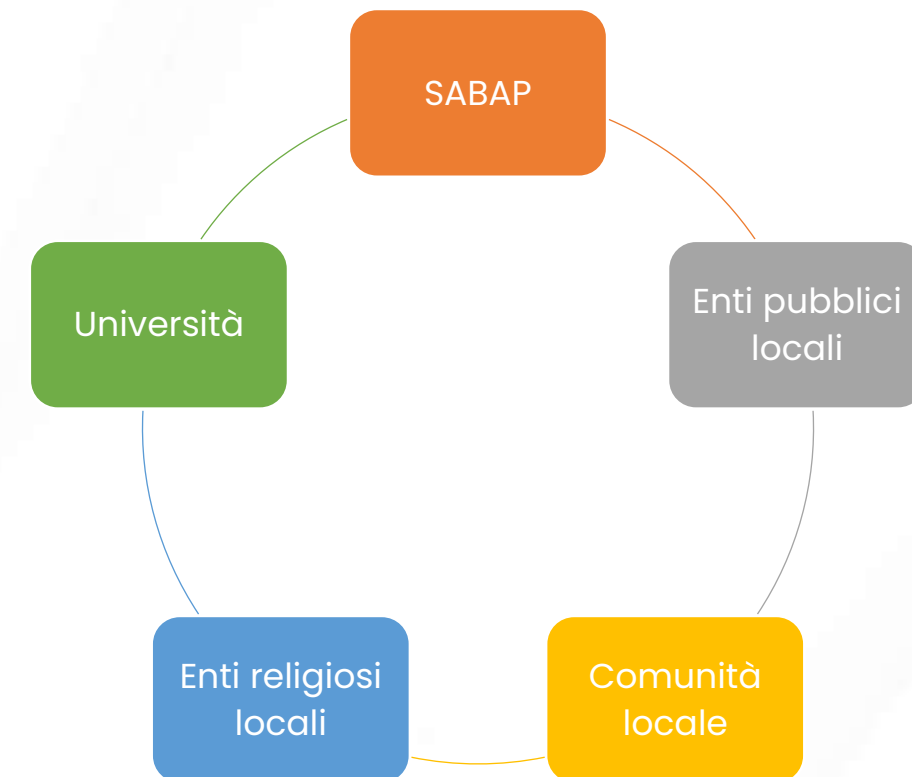 SABAP
Università
Enti pubblici
locali
Enti religiosi
locali
Comunità
locale